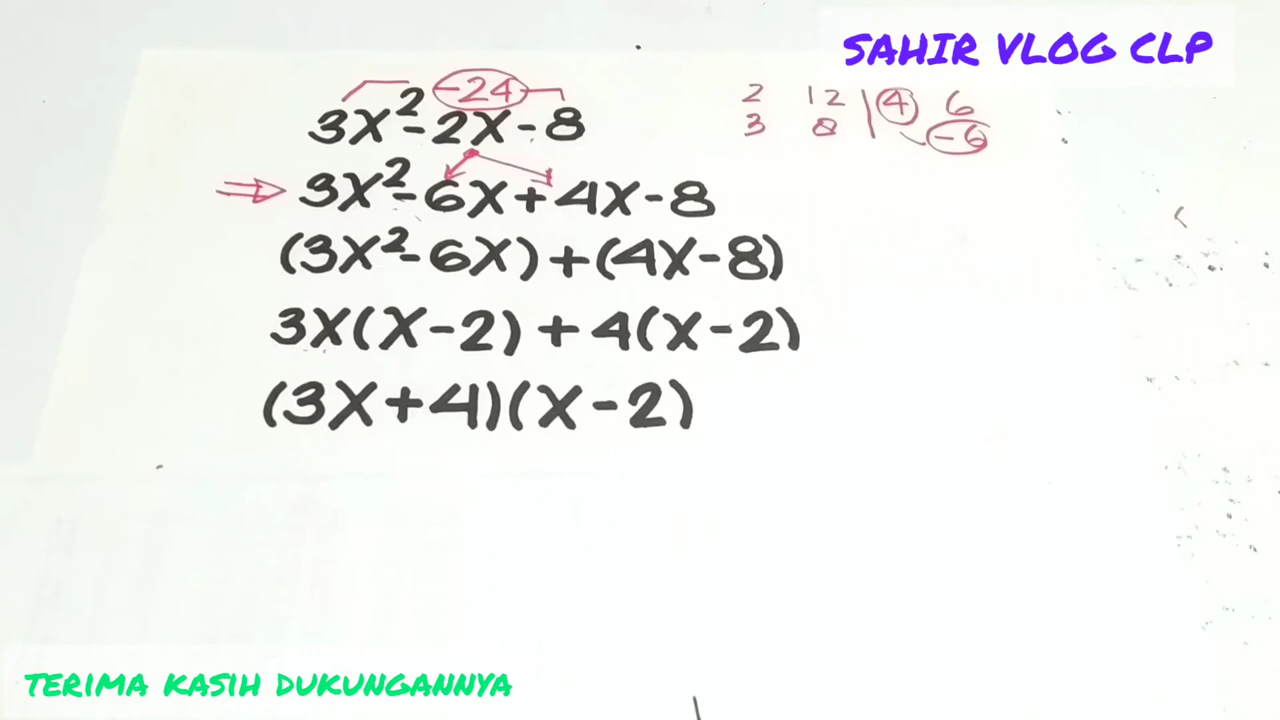 SAHIR VLOG CLP
-24
3X²-2X-8
2 12 4 6
3 8 -6
⇒ 3X²-6X+4X-8
(3X²-6X)+(4X-8)
3X(X-2)+4(X-2)
(3X+4)(X-2)
TERIMA KASIH DUKUNGANNYA